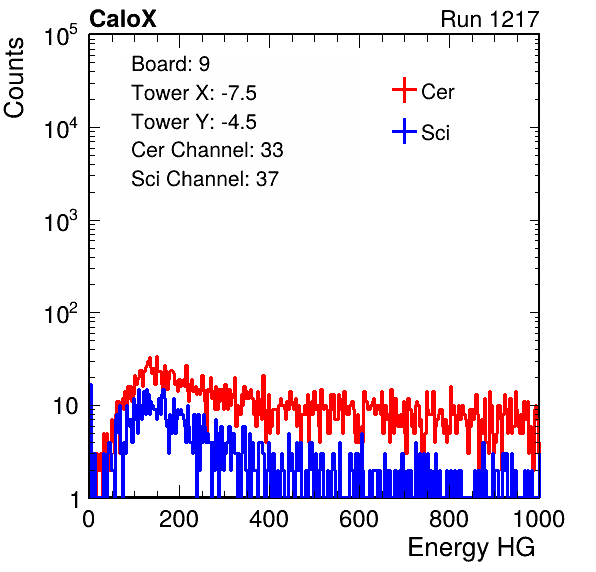 CaloX Run 1217
Counts
Board: 9
Tower X: -7.5
Tower Y: -4.5
Cer Channel: 33
Sci Channel: 37
Cer
Sci
10^5
10^4
10^3
10^2
10
1
0 200 400 600 800 1000
Energy HG